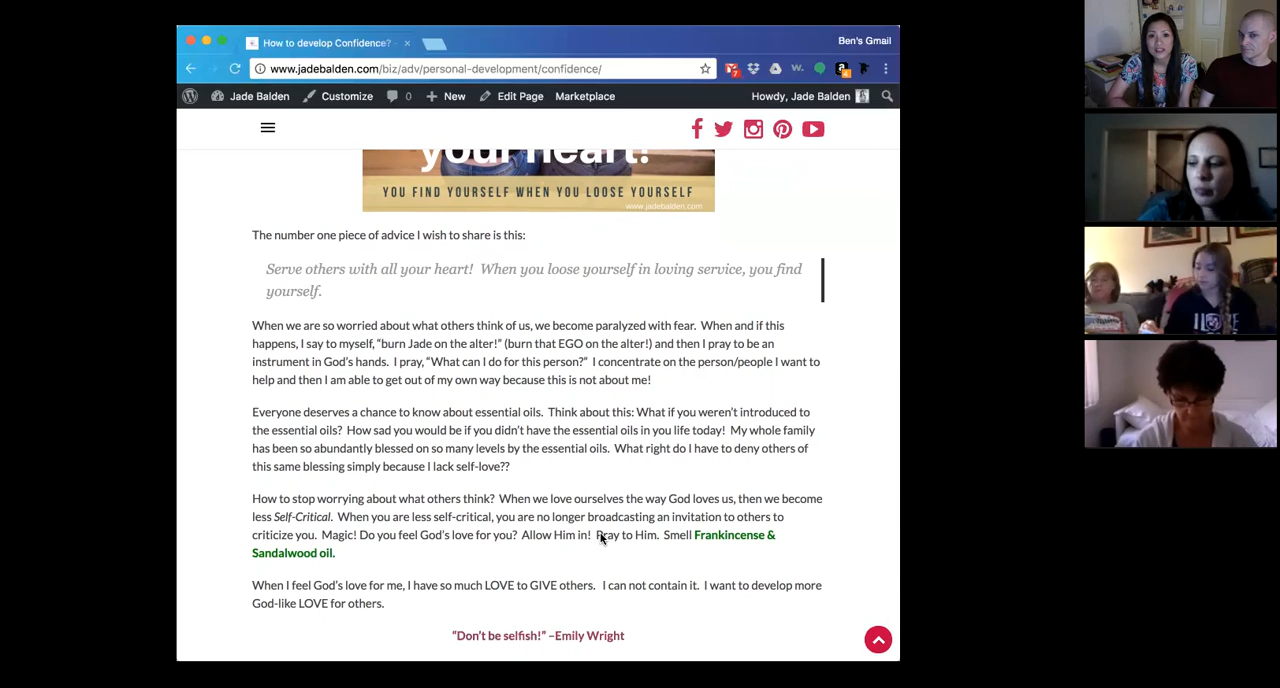 How to develop Confidence?
Ben's Gmail
www.jadebalden.com/biz/adv/personal-development/confidence/
7
4
Jade Balden Customize 0 New Edit Page Marketplace Howdy, Jade Balden
your heart!
YOU FIND YOURSELF WHEN YOU LOOSE YOURSELF
www.jadebalden.com
The number one piece of advice I wish to share is this:
Serve others with all your heart! When you loose yourself in loving service, you find
yourself.
When we are so worried about what others think of us, we become paralyzed with fear. When and if this
happens, I say to myself, “burn Jade on the alter!” (burn that EGO on the alter!) and then I pray to be an
instrument in God’s hands. I pray, “What can I do for this person?” I concentrate on the person/people I want to
help and then I am able to get out of my own way because this is not about me!
Everyone deserves a chance to know about essential oils. Think about this: What if you weren’t introduced to
the essential oils? How sad you would be if you didn’t have the essential oils in you life today! My whole family
has been so abundantly blessed on so many levels by the essential oils. What right do I have to deny others of
this same blessing simply because I lack self-love??
How to stop worrying about what others think? When we love ourselves the way God loves us, then we become
less Self-Critical. When you are less self-critical, you are no longer broadcasting an invitation to others to
criticize you. Magic! Do you feel God’s love for you? Allow Him in! Pray to Him. Smell Frankincense &
Sandalwood oil.
When I feel God’s love for me, I have so much LOVE to GIVE others. I can not contain it. I want to develop more
God-like LOVE for others.
“Don’t be selfish!” –Emily Wright